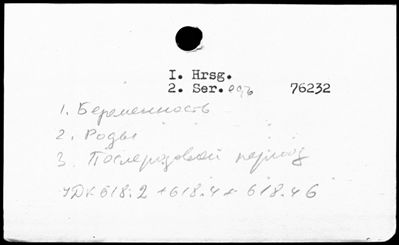 I. Hrsg.
2. Ser. 76232
1. Беременность
2. Роды
3. Послеродовой период
УДК 618.2 + 618.4 + 618.46